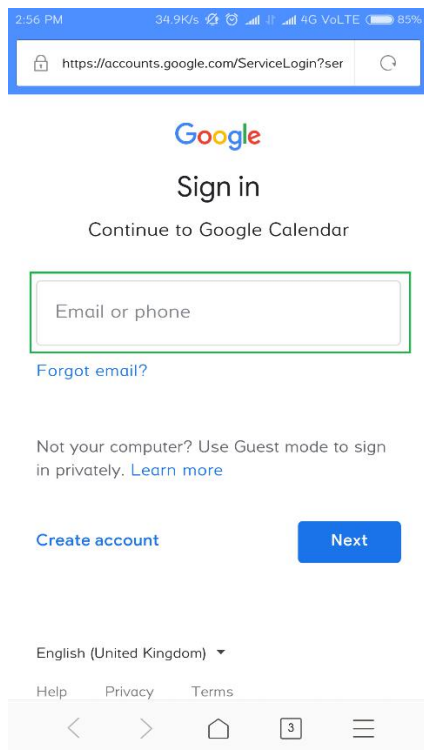 2:56 PM 34.9K/s 4G VoLTE 85%
https://accounts.google.com/ServiceLogin?ser
Google
Sign in
Continue to Google Calendar
Email or phone
Forgot email?
Not your computer? Use Guest mode to sign
in privately. Learn more
Create account Next
English (United Kingdom)
Help Privacy Terms
3